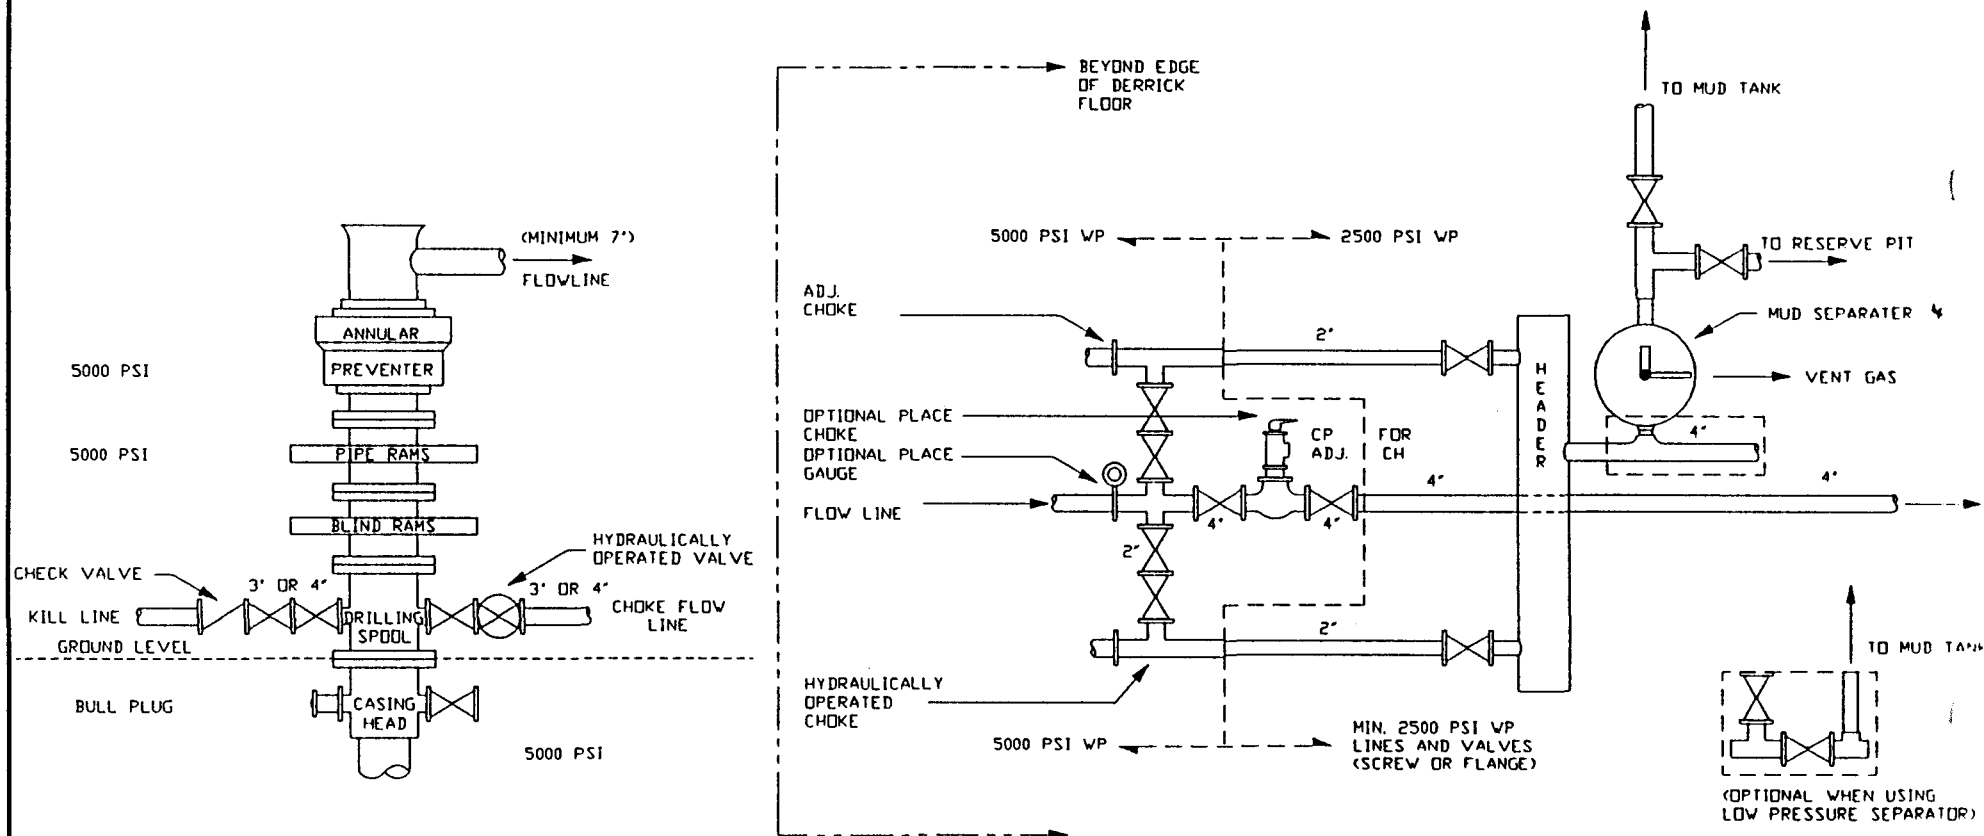 BEYOND EDGE
OF DERRICK
FLOOR
TO MUD TANK
(MINIMUM 7")
FLOWLINE
5000 PSI WP
2500 PSI WP
TO RESERVE PIT
ADJ.
CHOKE
MUD SEPARATER
ANNULAR
PREVENTER
5000 PSI
2"
HEADER
VENT GAS
OPTIONAL PLACE
CHOKE
OPTIONAL PLACE
GAUGE
CP
ADJ.
FOR
CH
4"
5000 PSI
PIPE RAMS
FLOW LINE
4"
4"
4"
4"
BLIND RAMS
HYDRAULICALLY
OPERATED VALVE
2"
CHECK VALVE
3" OR 4"
3" OR 4"
KILL LINE
DRILLING
SPOOL
CHOKE FLOW
LINE
GROUND LEVEL
2"
TO MUD TANK
BULL PLUG
CASING
HEAD
HYDRAULICALLY
OPERATED
CHOKE
5000 PSI
5000 PSI WP
MIN. 2500 PSI WP
LINES AND VALVES
(SCREW OR FLANGE)
(OPTIONAL WHEN USING
LOW PRESSURE SEPARATOR)